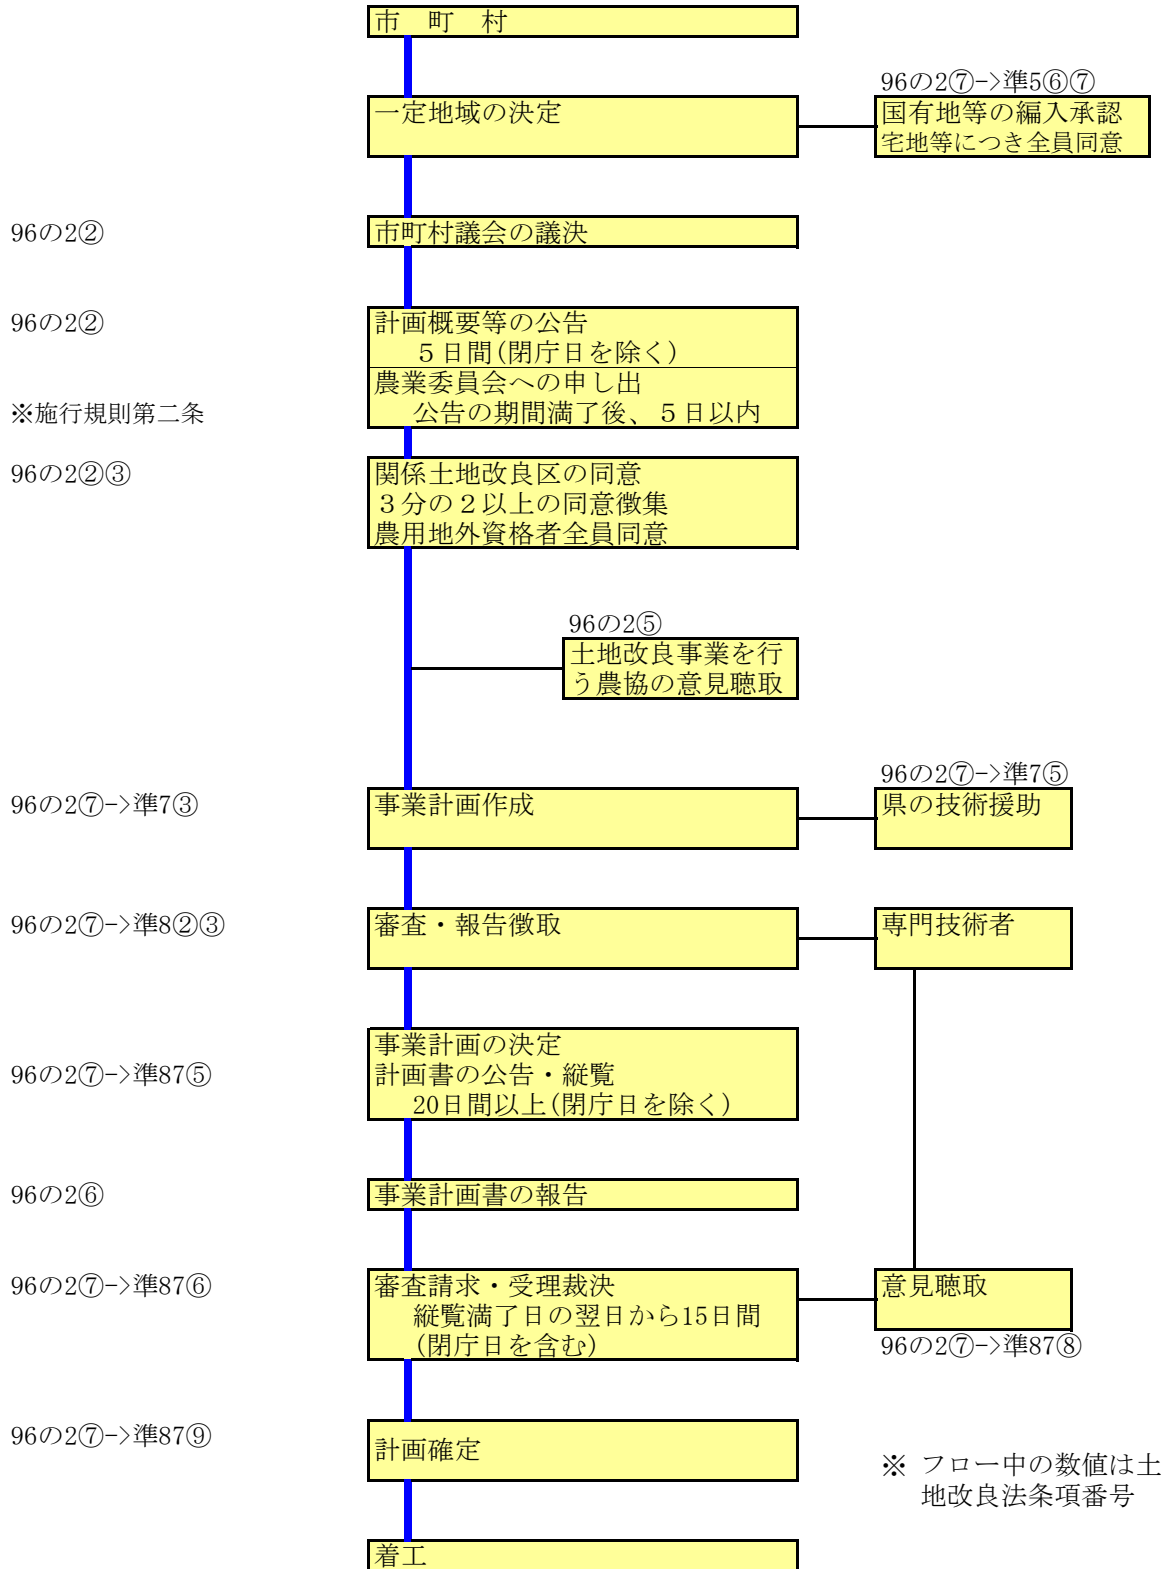 市　町　村
96の2⑦->準5⑥⑦
一定地域の決定
国有地等の編入承認
宅地等につき全員同意
96の2②
市町村議会の議決
96の2②
計画概要等の公告
５日間(閉庁日を除く)
農業委員会への申し出
※施行規則第二条
公告の期間満了後、５日以内
96の2②③
関係土地改良区の同意
３分の２以上の同意徴集
農用地外資格者全員同意
96の2⑤
土地改良事業を行
う農協の意見聴取
96の2⑦->準7⑤
96の2⑦->準7③
事業計画作成
県の技術援助
96の2⑦->準8②③
審査・報告徴取
専門技術者
事業計画の決定
96の2⑦->準87⑤
計画書の公告・縦覧
20日間以上(閉庁日を除く)
96の2⑥
事業計画書の報告
96の2⑦->準87⑥
審査請求・受理裁決
縦覧満了日の翌日から15日間
(閉庁日を含む)
意見聴取
96の2⑦->準87⑧
96の2⑦->準87⑨
計画確定
※ フロー中の数値は土
地改良法条項番号
着工